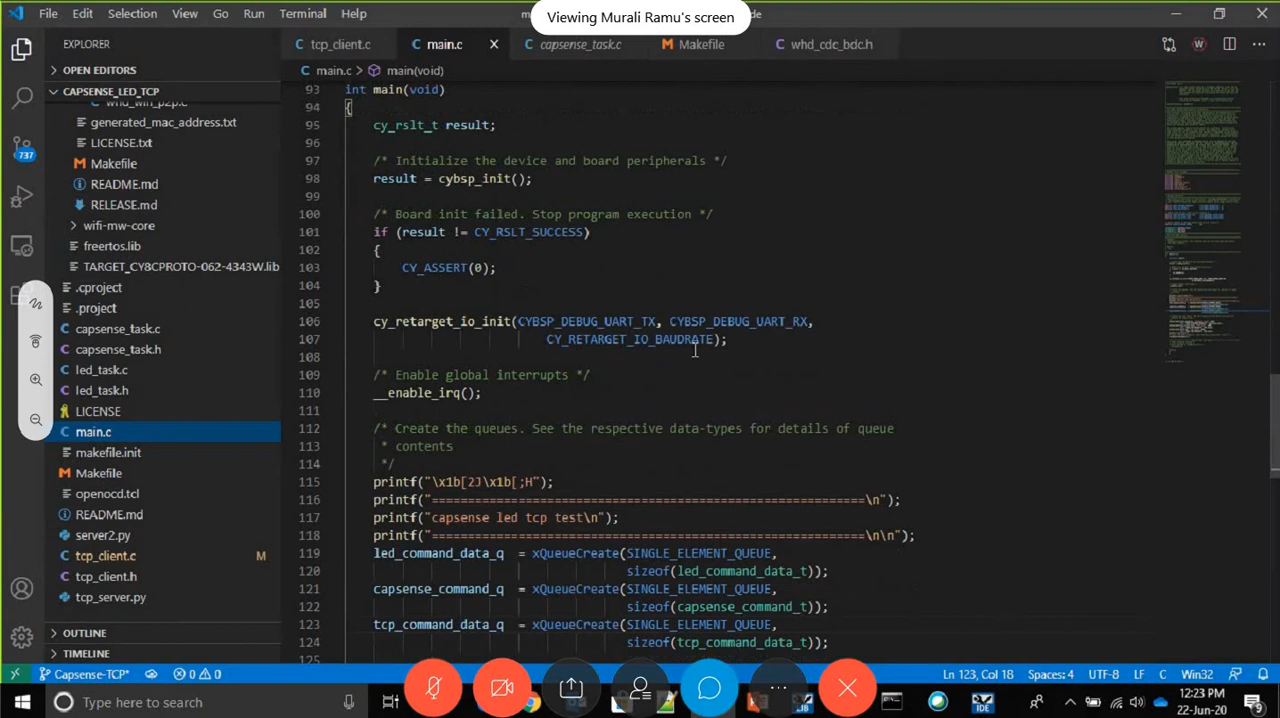 File Edit Selection View Go Run Terminal Help
Viewing Murali Ramu's screen
EXPLORER
tcp_client.c
main.c
capsense_task.c
Makefile
whd_cdc_bdc.h
OPEN EDITORS
main.c > main(void)
CAPSENSE_LED_TCP
whd_wifi_p2p.c
generated_mac_address.txt
LICENSE.txt
Makefile
README.md
RELEASE.md
wifi-mw-core
freertos.lib
TARGET_CY8CPROTO-062-4343W.lib
.cproject
.project
capsense_task.c
capsense_task.h
led_task.c
led_task.h
LICENSE
main.c
makefile.init
Makefile
openocd.tcl
README.md
server2.py
tcp_client.c M
tcp_client.h
tcp_server.py
OUTLINE
TIMELINE
737
93 int main(void)
94 {
95 cy_rslt_t result;
96
97 /* Initialize the device and board peripherals */
98 result = cybsp_init();
99
100 /* Board init failed. Stop program execution */
101 if (result != CY_RSLT_SUCCESS)
102 {
103 CY_ASSERT(0);
104 }
105
106 cy_retarget_io_init(CYBSP_DEBUG_UART_TX, CYBSP_DEBUG_UART_RX,
107 CY_RETARGET_IO_BAUDRATE);
108
109 /* Enable global interrupts */
110 __enable_irq();
111
112 /* Create the queues. See the respective data-types for details of queue
113 * contents
114 */
115 printf("\x1b[2J\x1b[;H");
116 printf("============================================================\n");
117 printf("capsense led tcp test\n");
118 printf("============================================================\n\n");
119 led_command_data_q = xQueueCreate(SINGLE_ELEMENT_QUEUE,
120 sizeof(led_command_data_t));
121 capsense_command_q = xQueueCreate(SINGLE_ELEMENT_QUEUE,
122 sizeof(capsense_command_t));
123 tcp_command_data_q = xQueueCreate(SINGLE_ELEMENT_QUEUE,
124 sizeof(tcp_command_data_t));
125
Capsense-TCP* 0 0
Ln 123, Col 18 Spaces: 4 UTF-8 LF C Win32
Type here to search
IDE
12:23 PM
22-Jun-20
9